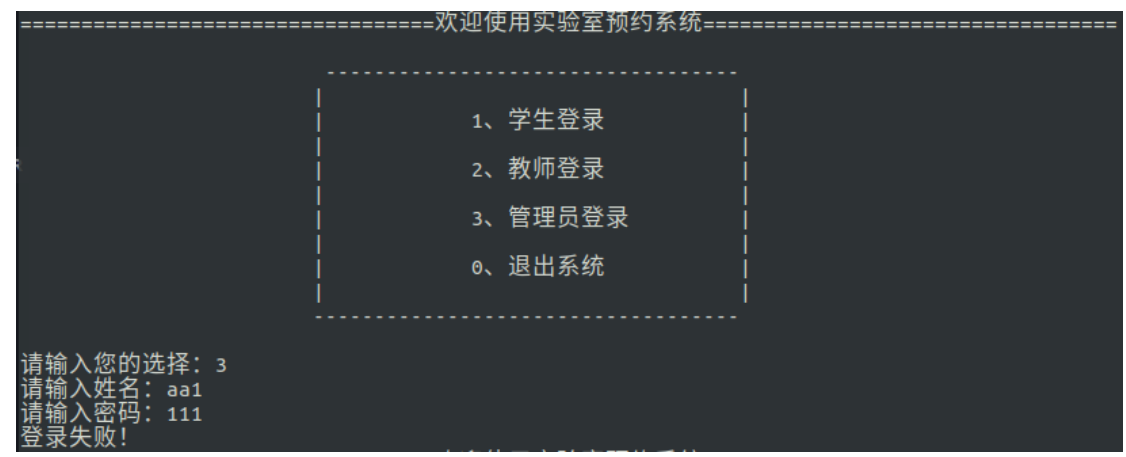 ==================================欢迎使用实验室预约系统==================================
----------------------------------
| |
| 1、学生登录 |
| |
| 2、教师登录 |
| |
| 3、管理员登录 |
| |
| 0、退出系统 |
| |
-----------------------------------
请输入您的选择：3
请输入姓名：aa1
请输入密码：111
登录失败！